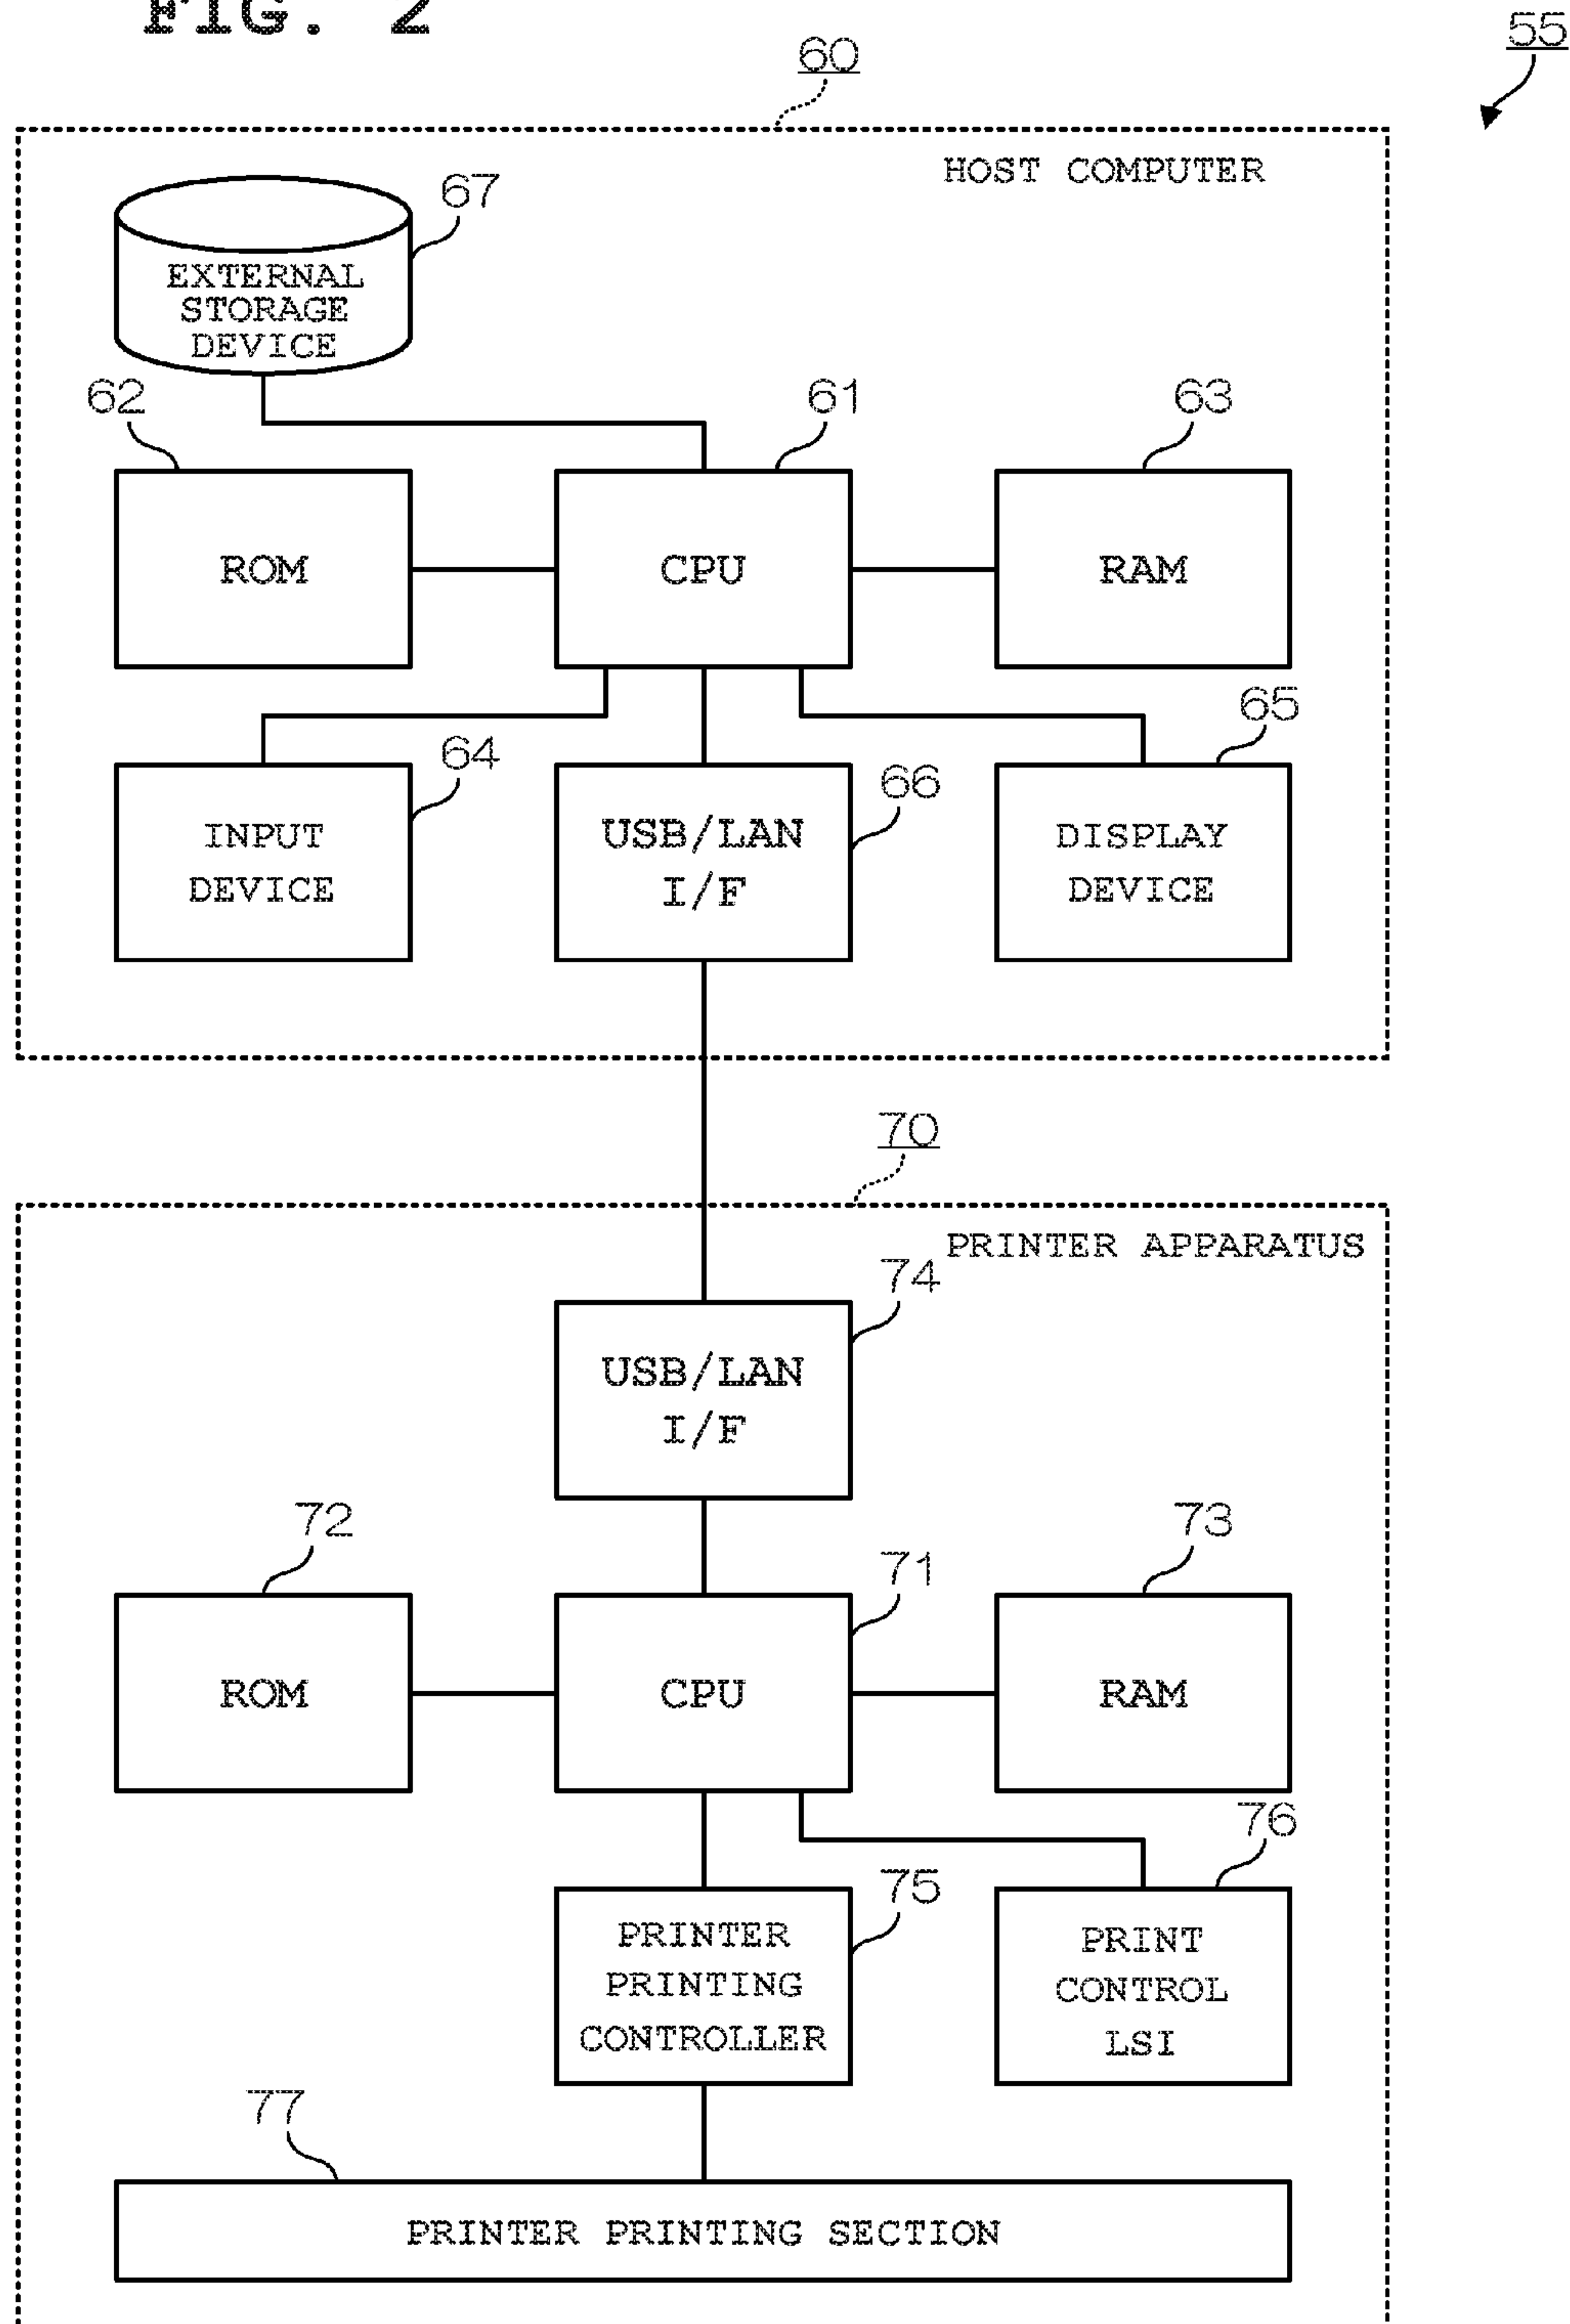 FIG. 2
55
60
HOST COMPUTER
67
EXTERNAL
STORAGE
DEVICE
62
61
63
ROM
CPU
RAM
64
66
65
INPUT
DEVICE
USB/LAN
I/F
DISPLAY
DEVICE
70
PRINTER APPARATUS
74
USB/LAN
I/F
72
71
73
ROM
CPU
RAM
75
76
PRINTER
PRINTING
CONTROLLER
PRINT
CONTROL
LSI
77
PRINTER PRINTING SECTION